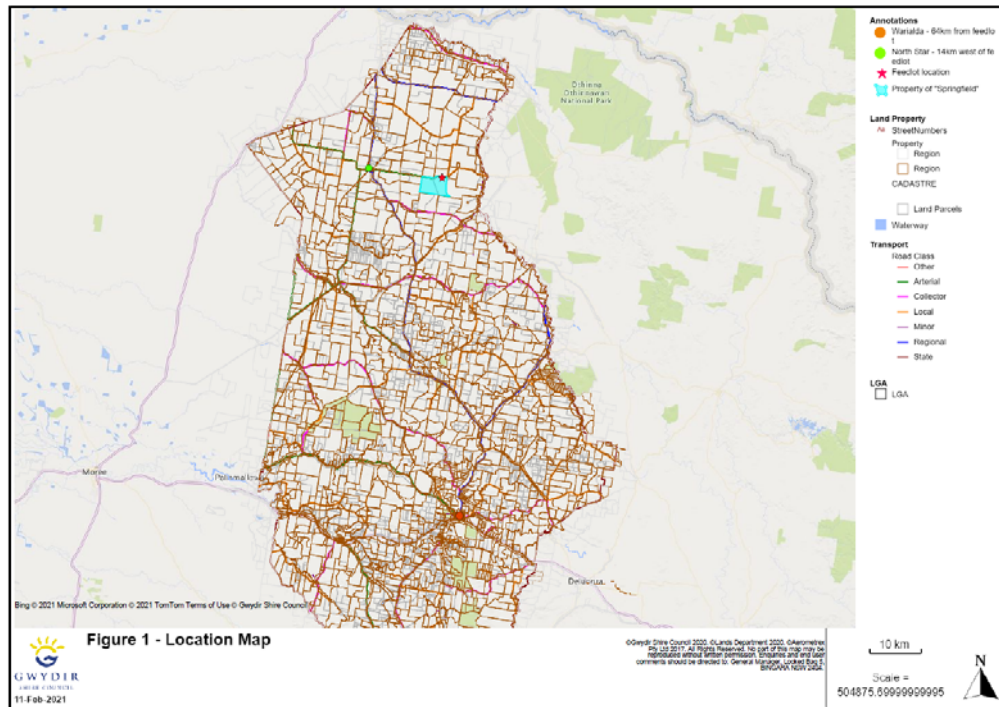 Dthinna
Dthinnawan
National Park
Moree
Pallamallawa
Delungra
Bing © 2021 Microsoft Corporation © 2021 TomTom Terms of Use © Gwydir Shire Council
Annotations
Warialda - 64km from feedlo
t
North Star - 14km west of fe
edlot
Feedlot location
Property of "Springfield"
Land Property
StreetNumbers
Property
Region
Region
CADASTRE
Land Parcels
Waterway
Transport
Road Class
Other
Arterial
Collector
Local
Minor
Regional
State
LGA
LGA
GWYDIR
SHIRE COUNCIL
11-Feb-2021
Figure 1 - Location Map
©Gwydir Shire Council 2020. ©Lands Department 2020. ©Aerometrex
Pty Ltd 2017. All Rights Reserved. No part of this map may be
reproduced without written permission. Enquiries and end user
comments should be directed to: General Manager, Locked Bag 5,
BINGARA NSW 2404.
10 km
Scale =
504875.69999999995
N